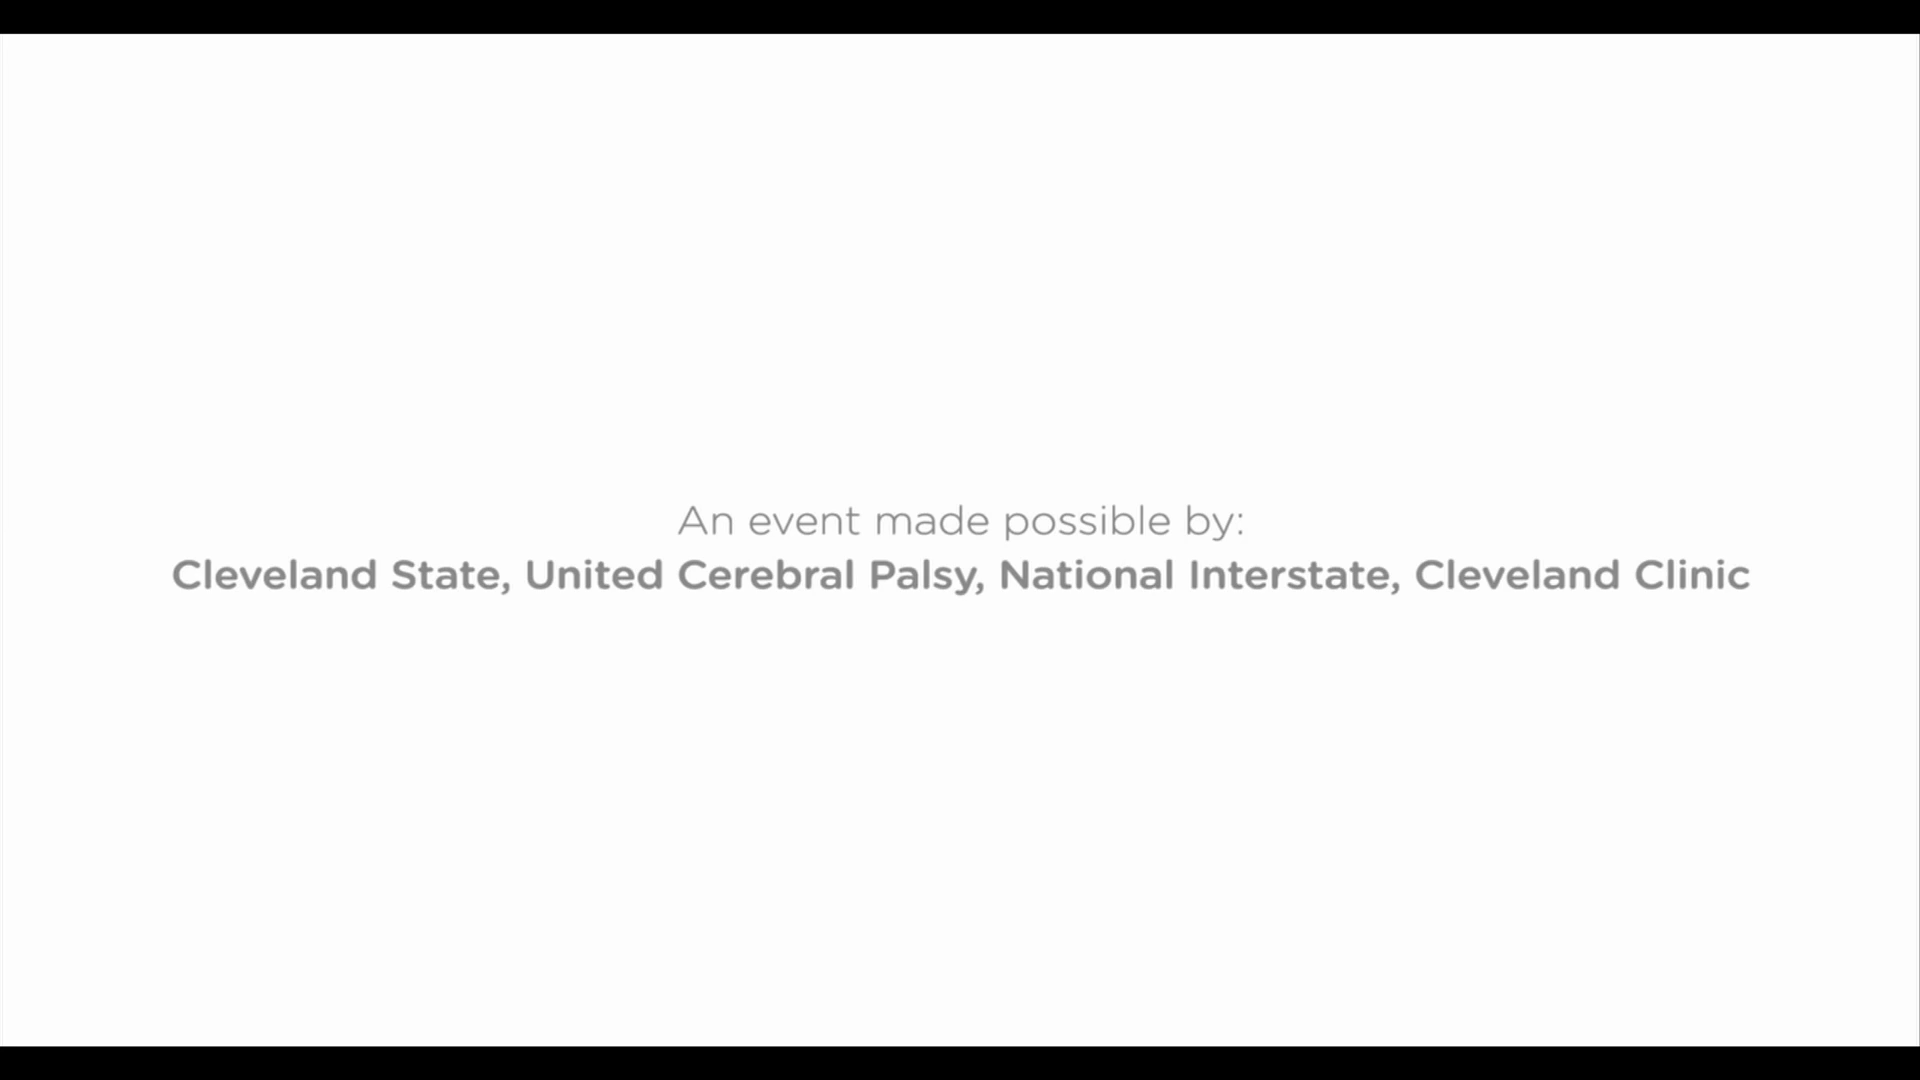 An event made possible by:
Cleveland State, United Cerebral Palsy, National Interstate, Cleveland Clinic